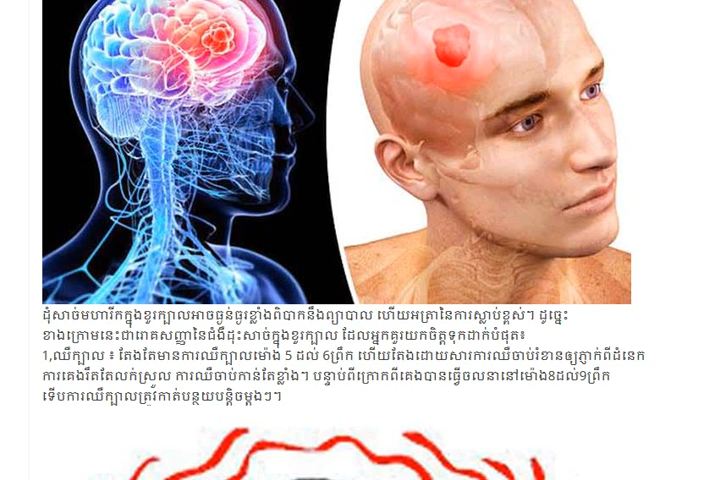 ដុំសាច់មហារីកក្នុងខួរក្បាលអាចធ្ងន់ធ្ងរខ្លាំងពិបាកនឹងព្យាបាល ហើយអត្រានៃការស្លាប់ខ្ពស់។ ដូច្នេះ
ខាងក្រោមនេះជារោគសញ្ញានៃជំងឺដុះសាច់ក្នុងខួរក្បាល ដែលអ្នកគួរយកចិត្តទុកដាក់បំផុត៖
1,ឈឺក្បាល ៖ តែងតែមានការឈឺក្បាលម៉ោង 5 ដល់ 6ព្រឹក ហើយតែងដោយសារការឈឺចាប់រំខានឲ្យភ្ញាក់ពីដំនេក
ការគេងរឹតតែលក់ស្រល ការឈឺចាប់កាន់តែខ្លាំង។ បន្ទាប់ពីក្រោកពីគេងបានធ្វើចលនានៅម៉ោង8ដល់9ព្រឹក
ទើបការឈឺក្បាលត្រូវកាត់បន្ថយបន្តិចម្តងៗ។